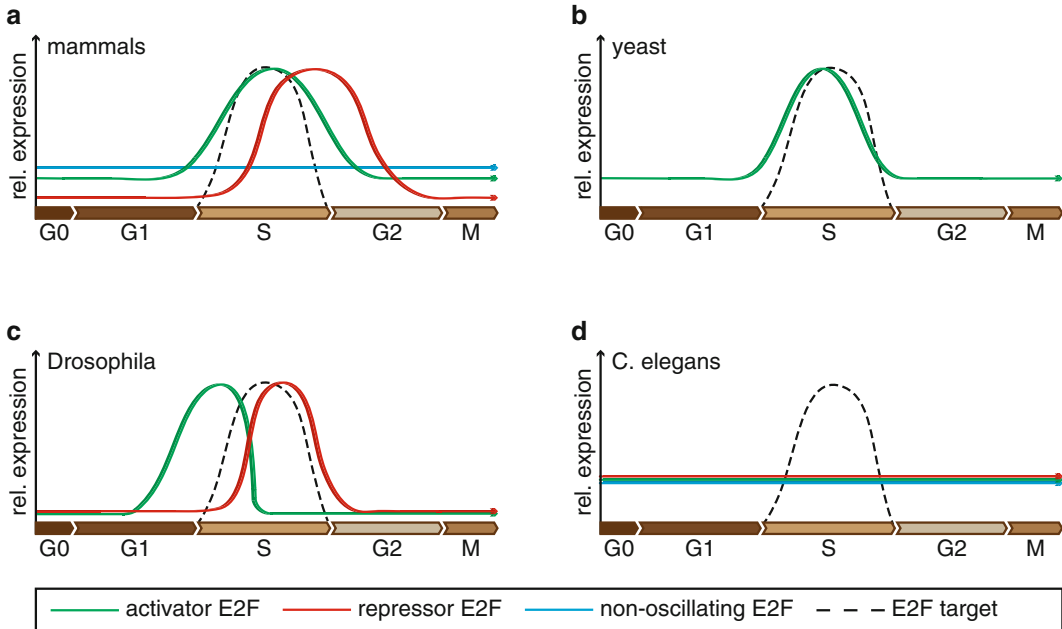 a
mammals
rel. expression
G0 G1 S G2 M
b
yeast
rel. expression
G0 G1 S G2 M
c
Drosophila
rel. expression
G0 G1 S G2 M
d
C. elegans
rel. expression
G0 G1 S G2 M
activator E2F repressor E2F non-oscillating E2F E2F target